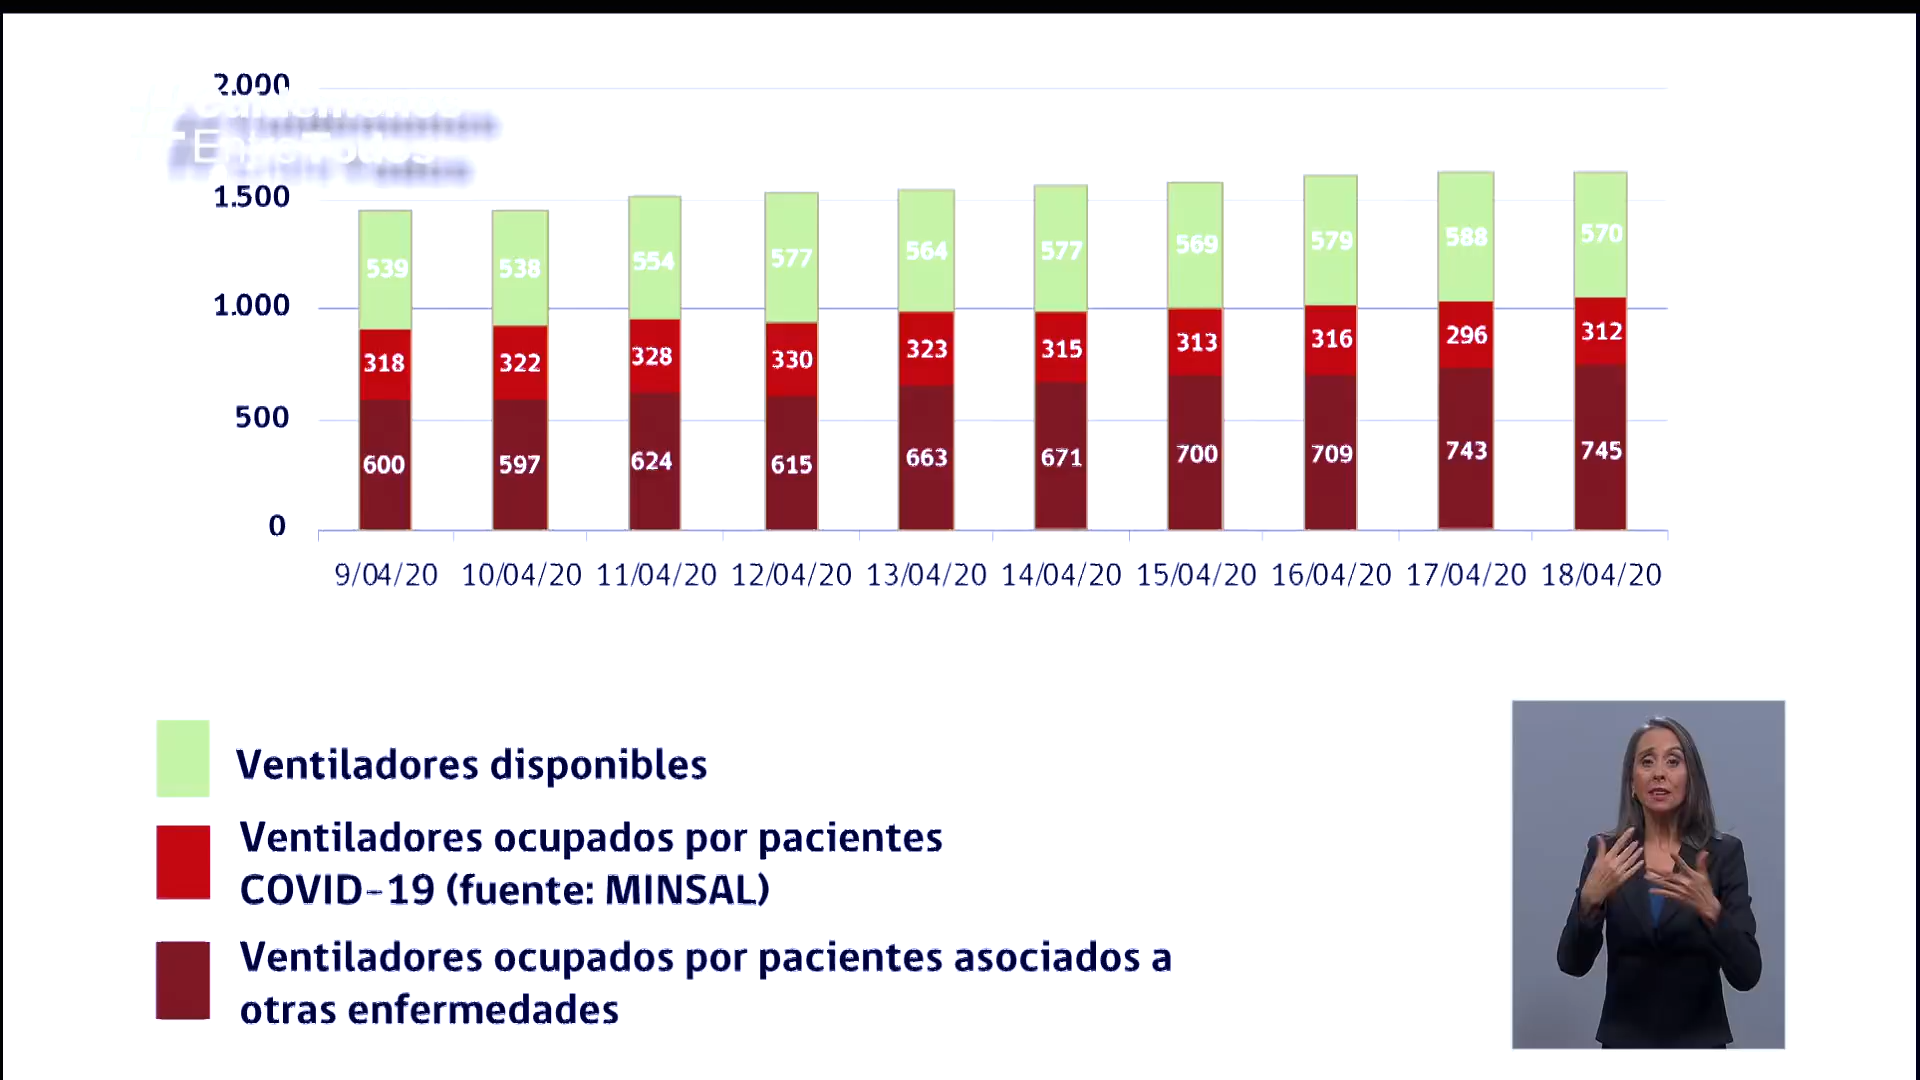 2.000
Entre Todos
1.500
1.000
500
0
539 538 554 577 564 577 569 579 588 570
318 322 328 330 323 315 313 316 296 312
600 597 624 615 663 671 700 709 743 745
9/04/20 10/04/20 11/04/20 12/04/20 13/04/20 14/04/20 15/04/20 16/04/20 17/04/20 18/04/20
Ventiladores disponibles
Ventiladores ocupados por pacientes
COVID-19 (fuente: MINSAL)
Ventiladores ocupados por pacientes asociados a
otras enfermedades